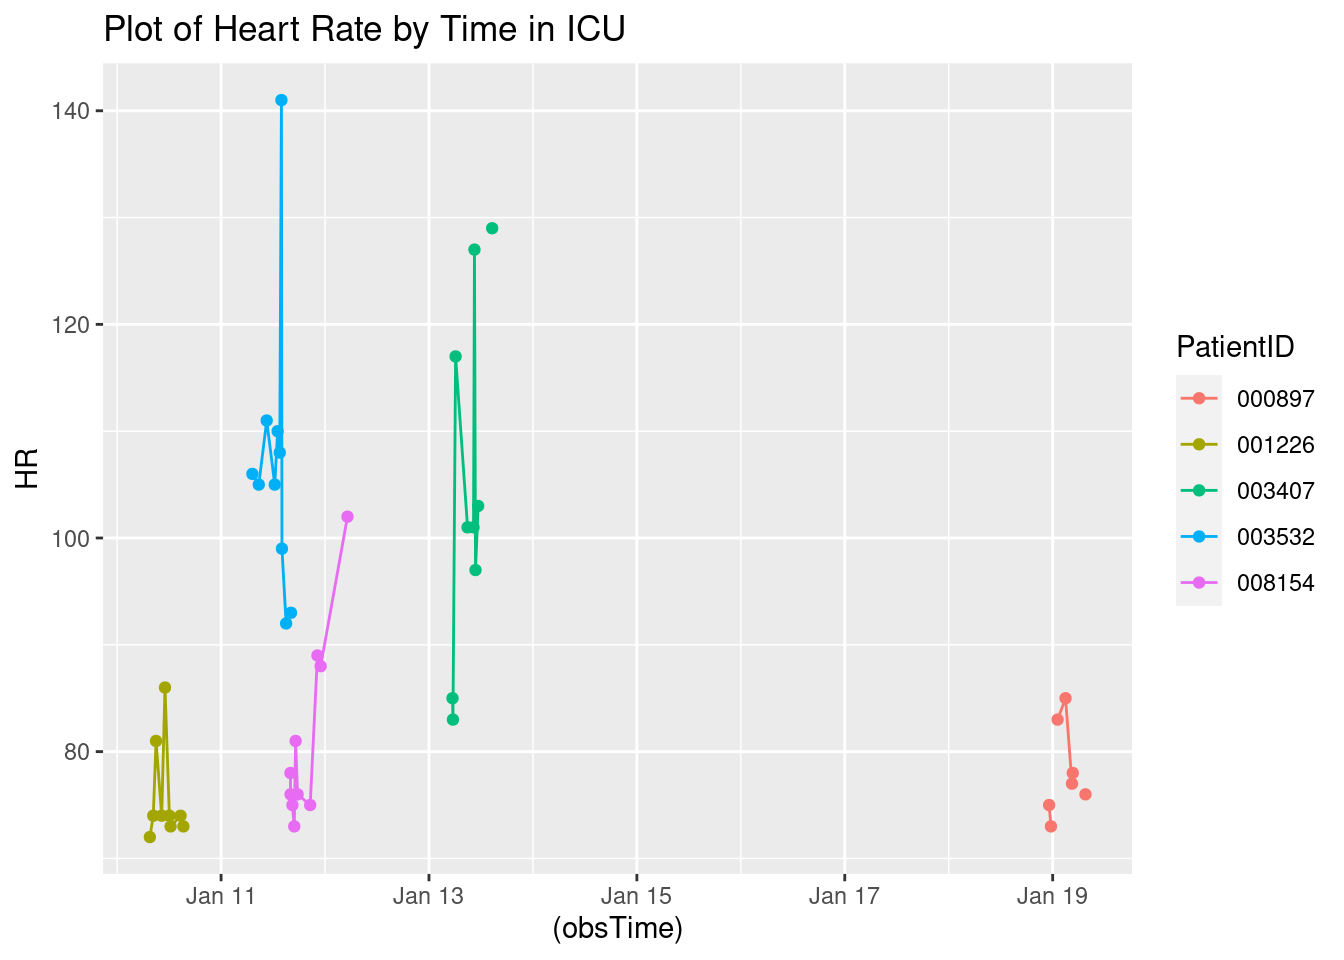 Plot of Heart Rate by Time in ICU
140
120
100
80
HR
Jan 11
Jan 13
Jan 15
Jan 17
Jan 19
(obsTime)
PatientID
000897
001226
003407
003532
008154